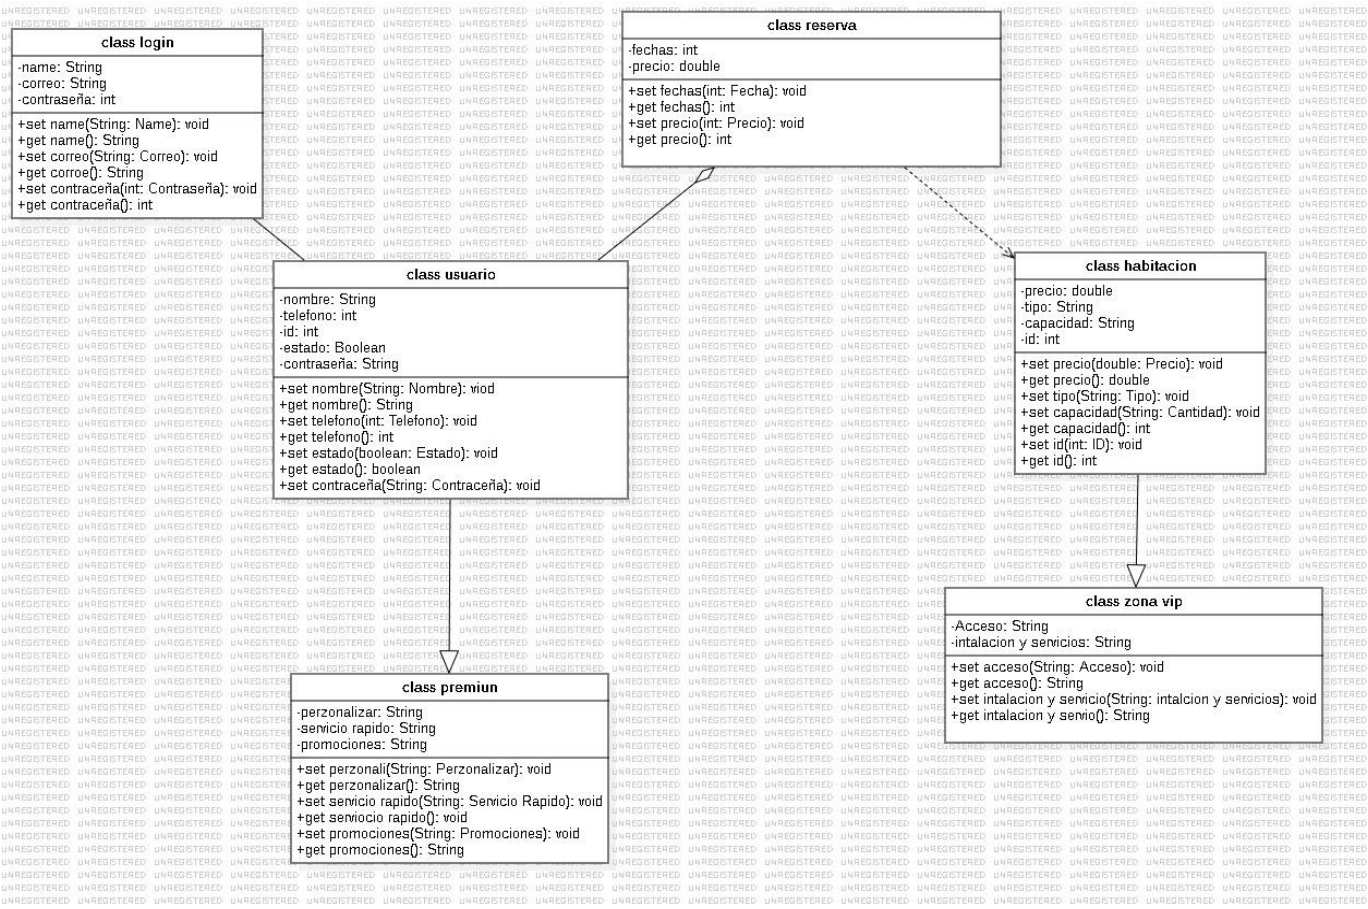 class login
-name: String
-correo: String
-contraseña: int
+set name(String: Name): void
+get name(): String
+set correo(String: Correo): void
+get corroe(): String
+set contraceña(int: Contraseña): void
+get contraceña(): int
class reserva
-fechas: int
-precio: double
+set fechas(int: Fecha): void
+get fechas(): int
+set precio(int: Precio): void
+get precio(): int
class usuario
-nombre: String
-telefono: int
-id: int
-estado: Boolean
-contraseña: String
+set nombre(String: Nombre): viod
+get nombre(): String
+set telefono(int: Telefono): void
+get telefono(): int
+set estado(boolean: Estado): void
+get estado(): boolean
+set contraceña(String: Contraceña): void
class habitacion
-precio: double
-tipo: String
-capacidad: String
-id: int
+set precio(double: Precio): void
+get precio(): double
+set tipo(String: Tipo): void
+set capacidad(String: Cantidad): void
+get capacidad(): int
+set id(int: ID): void
+get id(): int
class premiun
-perzonalizar: String
-servicio rapido: String
-promociones: String
+set perzonali(String: Perzonalizar): void
+get perzonalizar(): String
+set servicio rapido(String: Servicio Rapido): void
+get serviocio rapido(): void
+set promociones(String: Promociones): void
+get promociones(): String
class zona vip
-Acceso: String
-intalacion y servicios: String
+set acceso(String: Acceso): void
+get acceso(): String
+set intalacion y servicio(String: intalcion y servicios): void
+get intalacion y servio(): String
UNREGISTERED